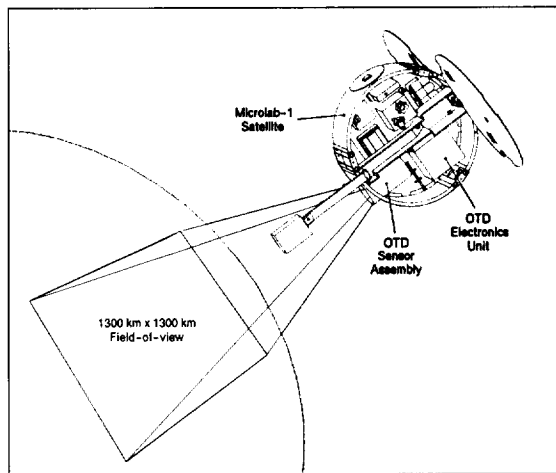 Microlab-1
Satellite
OTD
Electronics
Unit
OTD
Sensor
Assembly
1300 km x 1300 km
Field-of-view